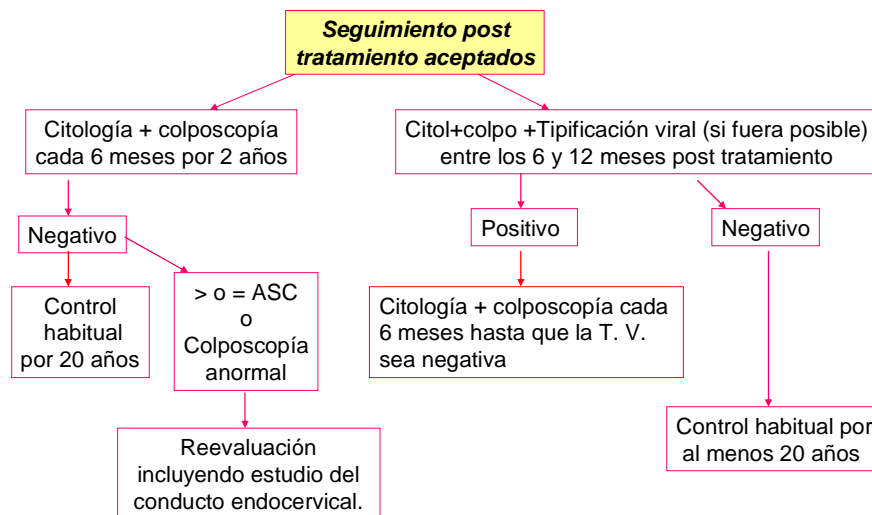 Seguimiento post
tratamiento aceptados
Citología + colposcopía
cada 6 meses por 2 años
Citol+colpo +Tipificación viral (si fuera posible)
entre los 6 y 12 meses post tratamiento
Negativo
Positivo
Negativo
Control
habitual
por 20 años
> o = ASC
o
Colposcopía
anormal
Citología + colposcopía cada
6 meses hasta que la T. V.
sea negativa
Reevaluación
incluyendo estudio del
conducto endocervical.
Control habitual por
al menos 20 años